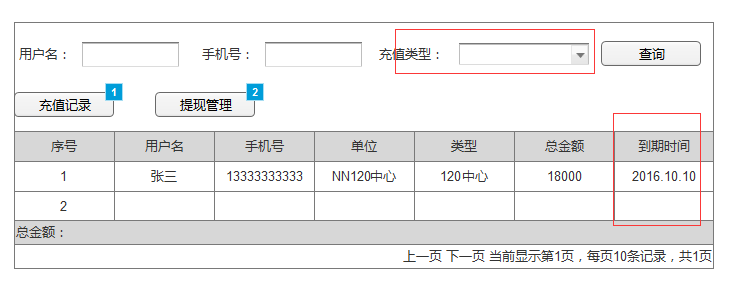 用户名： 手机号： 充值类型： 查询
充值记录 1 提现管理 2
序号 用户名 手机号 单位 类型 总金额 到期时间
1 张三 13333333333 NN120中心 120中心 18000 2016.10.10
2
总金额：
上一页 下一页 当前显示第1页，每页10条记录，共1页